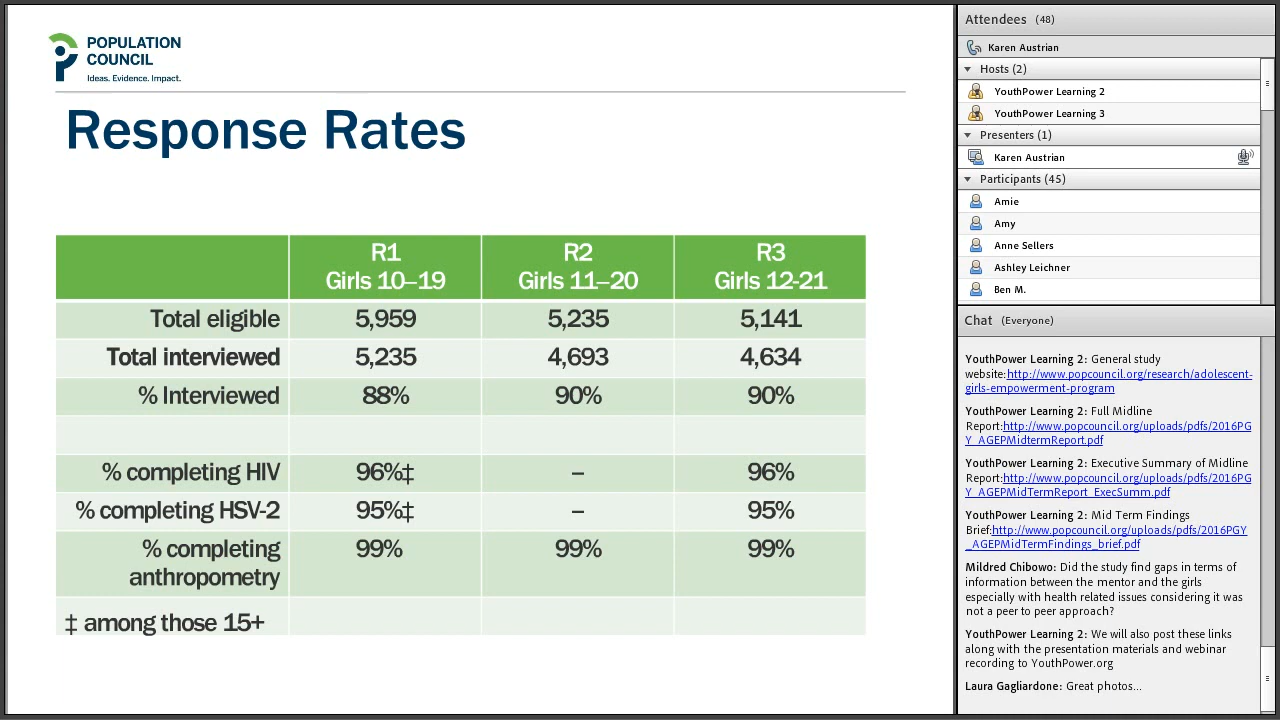 POPULATION
COUNCIL
Ideas. Evidence. Impact.
Response Rates
R1 R2 R3
Girls 10–19 Girls 11–20 Girls 12-21
Total eligible 5,959 5,235 5,141
Total interviewed 5,235 4,693 4,634
% Interviewed 88% 90% 90%
% completing HIV 96%‡ – 96%
% completing HSV-2 95%‡ – 95%
% completing 99% 99% 99%
anthropometry
‡ among those 15+
Attendees (48)
Karen Austrian
Hosts (2)
YouthPower Learning 2
YouthPower Learning 3
Presenters (1)
Karen Austrian
Participants (45)
Amie
Amy
Anne Sellers
Ashley Leichner
Ben M.
Chat (Everyone)
YouthPower Learning 2: General study
website:http://www.popcouncil.org/research/adolescent-
girls-empowerment-program
YouthPower Learning 2: Full Midline
Report:http://www.popcouncil.org/uploads/pdfs/2016PG
Y_AGEPMidtermReport.pdf
YouthPower Learning 2: Executive Summary of Midline
Report:http://www.popcouncil.org/uploads/pdfs/2016PG
Y_AGEPMidTermReport_ExecSumm.pdf
YouthPower Learning 2: Mid Term Findings
Brief:http://www.popcouncil.org/uploads/pdfs/2016PGY
_AGEPMidTermFindings_brief.pdf
Mildred Chibowo: Did the study find gaps in terms of
information between the mentor and the girls
especially with health related issues considering it was
not a peer to peer approach?
YouthPower Learning 2: We will also post these links
along with the presentation materials and webinar
recording to YouthPower.org
Laura Gagliardone: Great photos...